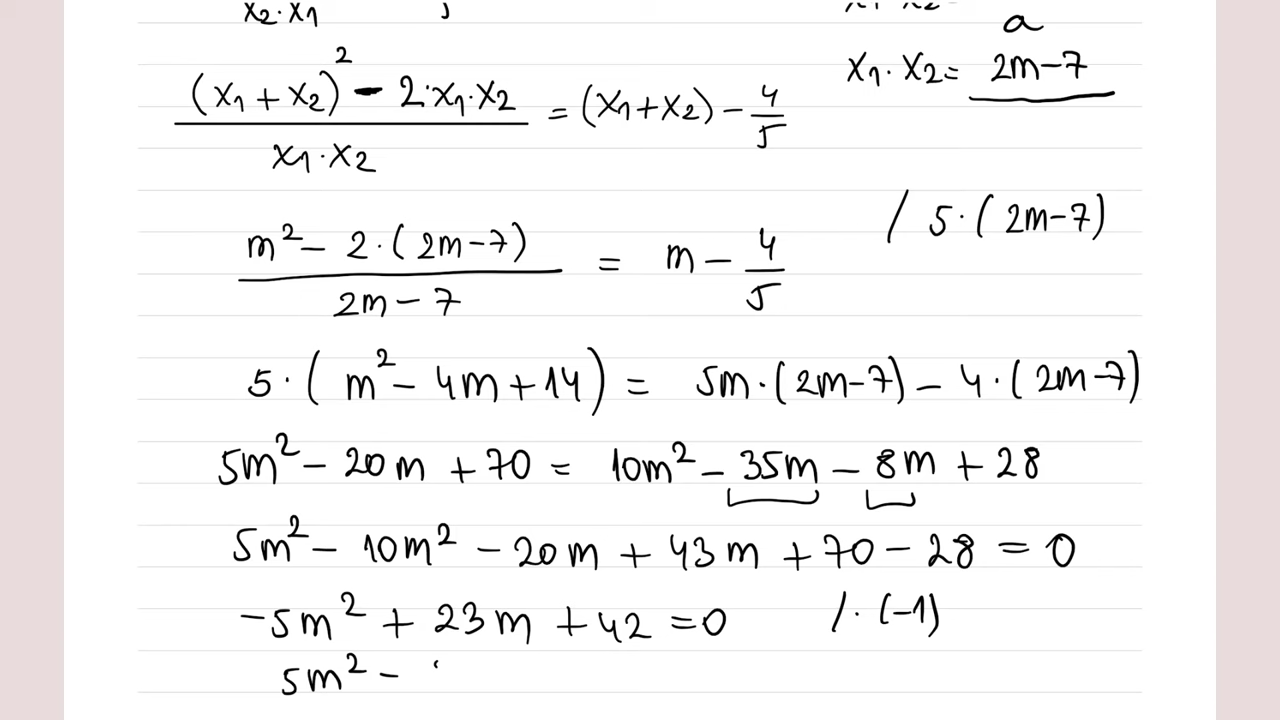 x2·x1
a
x1·x2= 2m-7
(x1+x2)² - 2·x1·x2 / x1·x2 = (x1+x2) - 4/5
m² - 2·(2m-7) / 2m-7 = m - 4/5 / 5·(2m-7)
5·(m² - 4m + 14) = 5m·(2m-7) - 4·(2m-7)
5m² - 20m + 70 = 10m² - 35m - 8m + 28
5m² - 10m² - 20m + 43m + 70 - 28 = 0
-5m² + 23m + 42 = 0 /·(-1)
5m² -